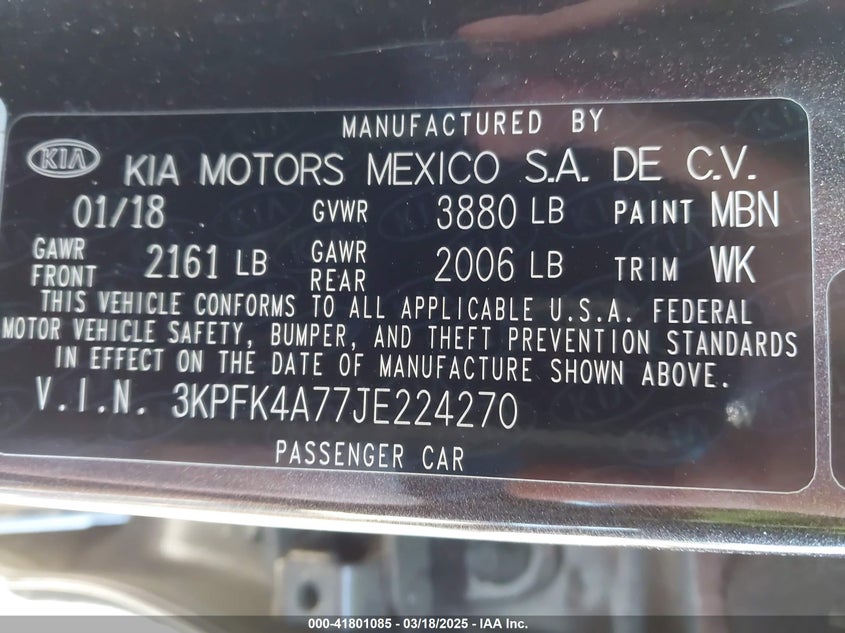 MANUFACTURED BY
KIA KIA MOTORS MEXICO S.A. DE C.V.
01/18 GVWR 3880 LB PAINT MBN
GAWR FRONT 2161 LB GAWR REAR 2006 LB TRIM WK
THIS VEHICLE CONFORMS TO ALL APPLICABLE U.S.A. FEDERAL
MOTOR VEHICLE SAFETY, BUMPER, AND THEFT PREVENTION STANDARDS
IN EFFECT ON THE DATE OF MANUFACTURE SHOWN ABOVE.
V.I.N. 3KPFK4A77JE224270
PASSENGER CAR
000-41801085 — 03/18/2025 — IAA Inc.